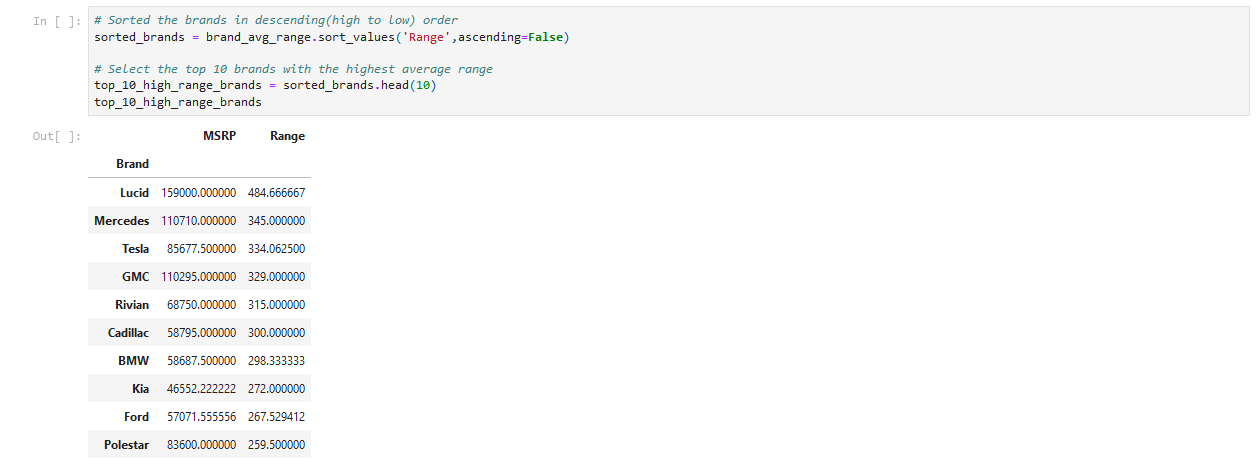 In [ ]: # Sorted the brands in descending(high to low) order
sorted_brands = brand_avg_range.sort_values('Range',ascending=False)
# Select the top 10 brands with the highest average range
top_10_high_range_brands = sorted_brands.head(10)
top_10_high_range_brands
Out[ ]: MSRP Range
Brand
Lucid 159000.000000 484.666667
Mercedes 110710.000000 345.000000
Tesla 85677.500000 334.062500
GMC 110295.000000 329.000000
Rivian 68750.000000 315.000000
Cadillac 58795.000000 300.000000
BMW 58687.500000 298.333333
Kia 46552.222222 272.000000
Ford 57071.555556 267.529412
Polestar 83600.000000 259.500000